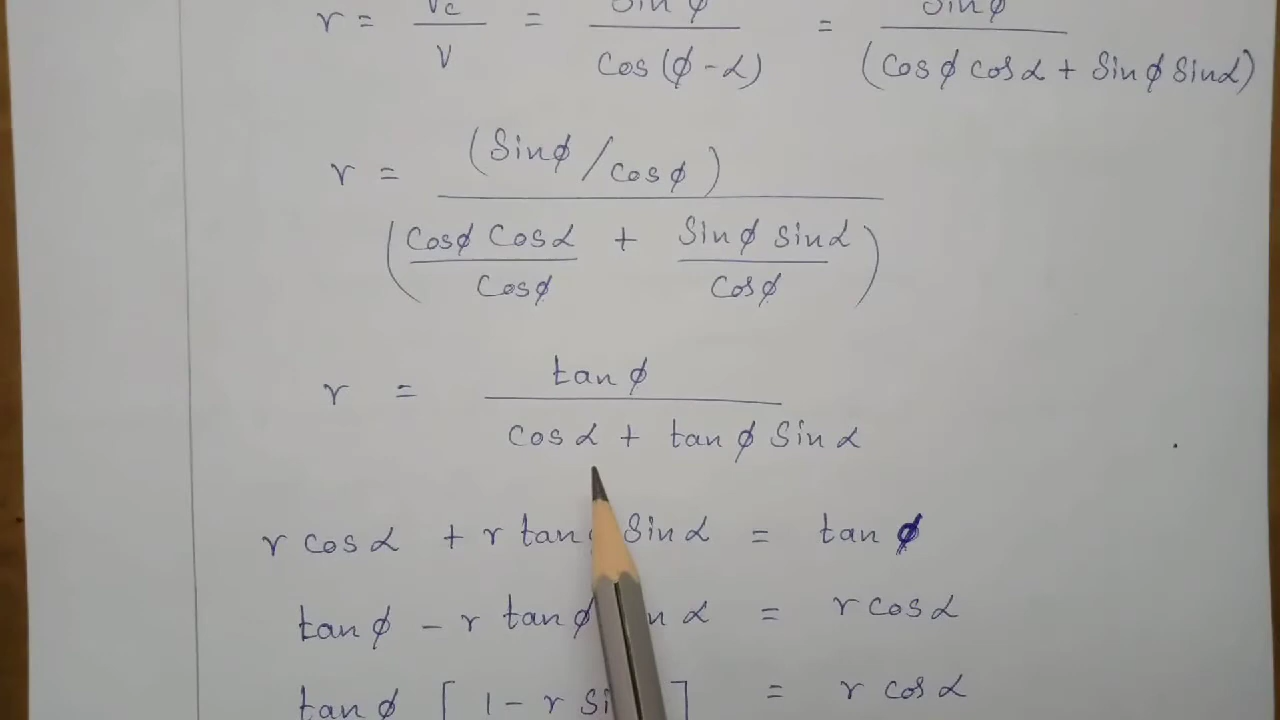 r = Vc / V = Sinϕ / Cos(ϕ-α) = Sinϕ / (Cosϕ Cosα + Sinϕ Sinα)
r = (Sinϕ / Cosϕ) / (Cosϕ Cosα / Cosϕ + Sinϕ Sinα / Cosϕ)
r = tanϕ / Cosα + tanϕ Sinα
r Cosα + r tan Sinα = tanϕ
tanϕ - r tanϕ α = r Cosα
tanϕ [1 - r ] = r Cosα